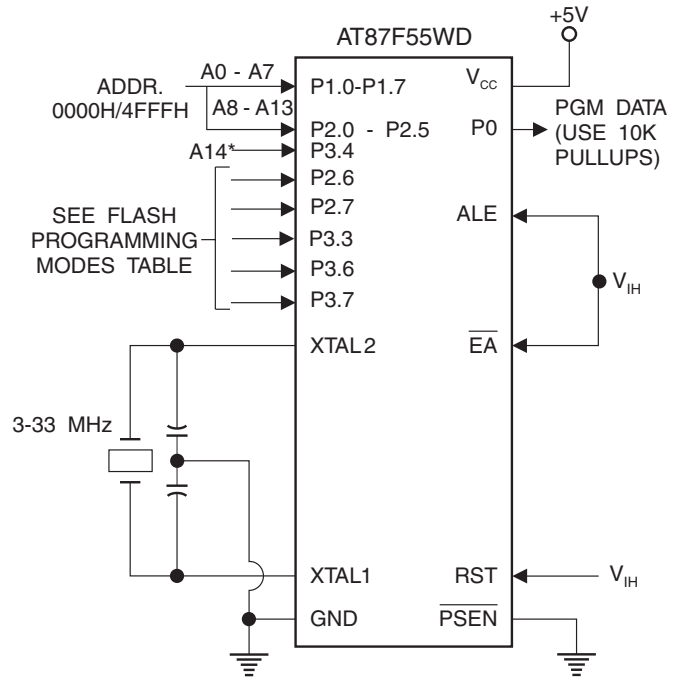 +5V
AT87F55WD
A0 - A7
ADDR.
0000H/4FFFH
A8 - A13
A14*
SEE FLASH
PROGRAMMING
MODES TABLE
3-33 MHz
P1.0-P1.7
P2.0 - P2.5
P3.4
P2.6
P2.7
P3.3
P3.6
P3.7
XTAL2
XTAL1
GND
VCC
P0
ALE
EA
RST
PSEN
PGM DATA
(USE 10K
PULLUPS)
VIH
VIH